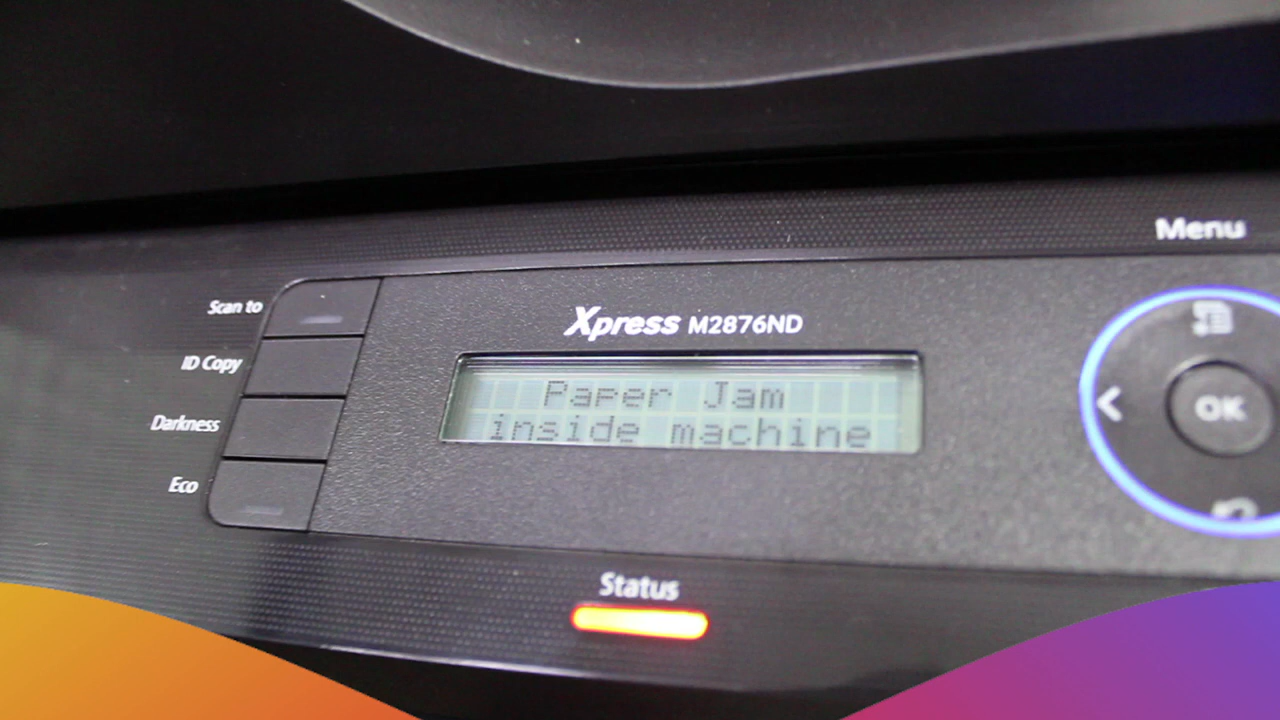 Menu
Scan to
Xpress M2876ND
ID Copy
Paper Jam
OK
Darkness
inside machine
Eco
Status